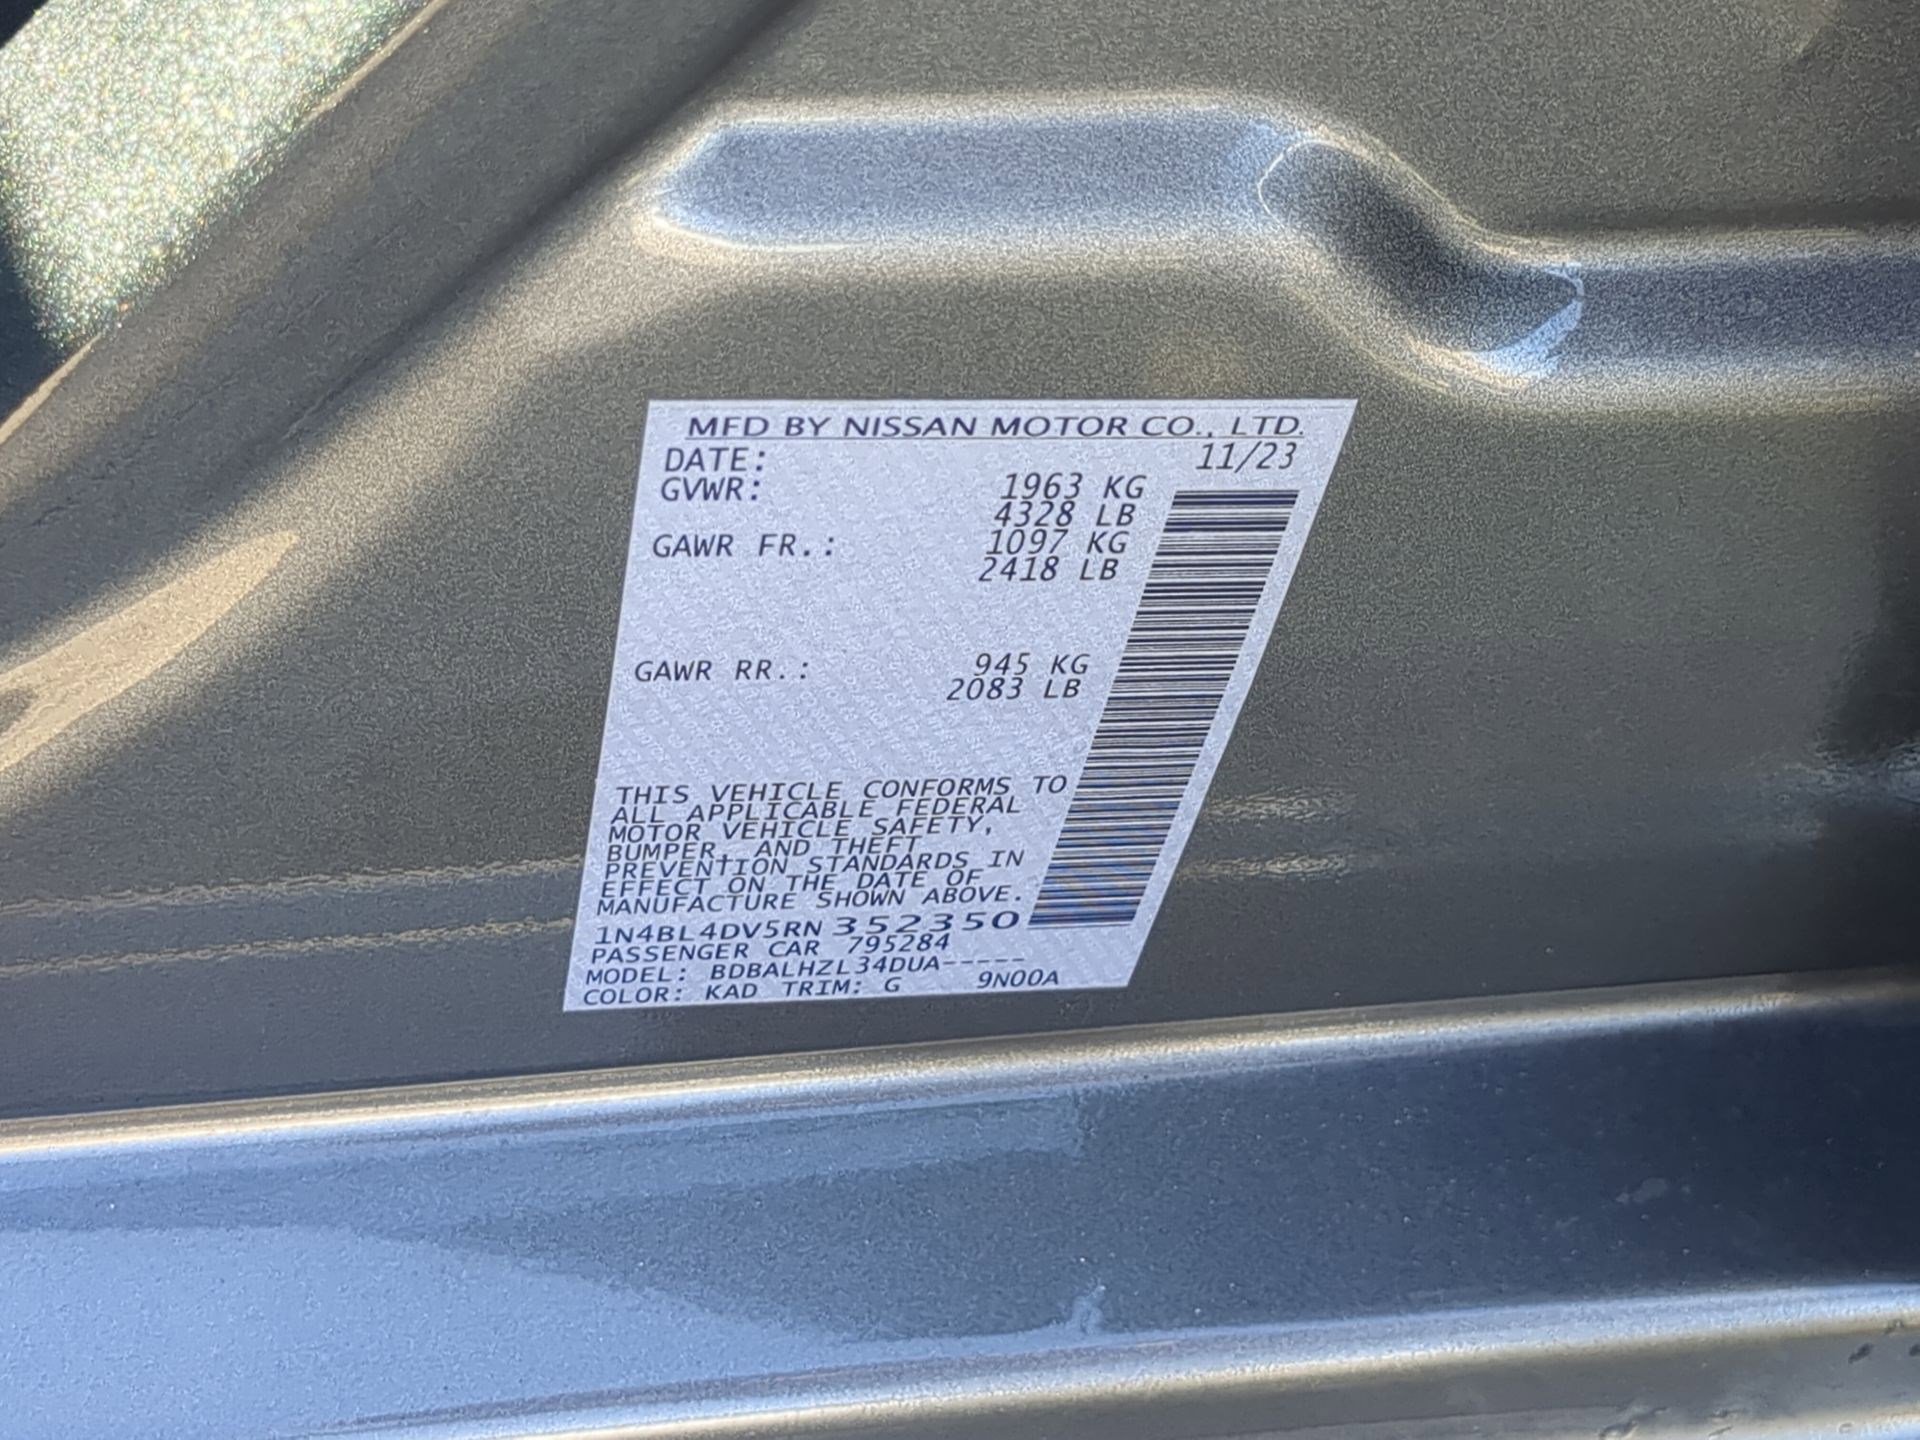 MFD BY NISSAN MOTOR CO., LTD.
DATE: 11/23
GVWR: 1963 KG
4328 LB
GAWR FR.: 1097 KG
2418 LB
GAWR RR.: 945 KG
2083 LB
THIS VEHICLE CONFORMS TO
ALL APPLICABLE FEDERAL
MOTOR VEHICLE SAFETY,
BUMPER, AND THEFT
PREVENTION STANDARDS IN
EFFECT ON THE DATE OF
MANUFACTURE SHOWN ABOVE.
1N4BL4DV5RN352350
PASSENGER CAR 795284
MODEL: BDBALHZL34DUA-----
COLOR: KAD TRIM: G 9N00A